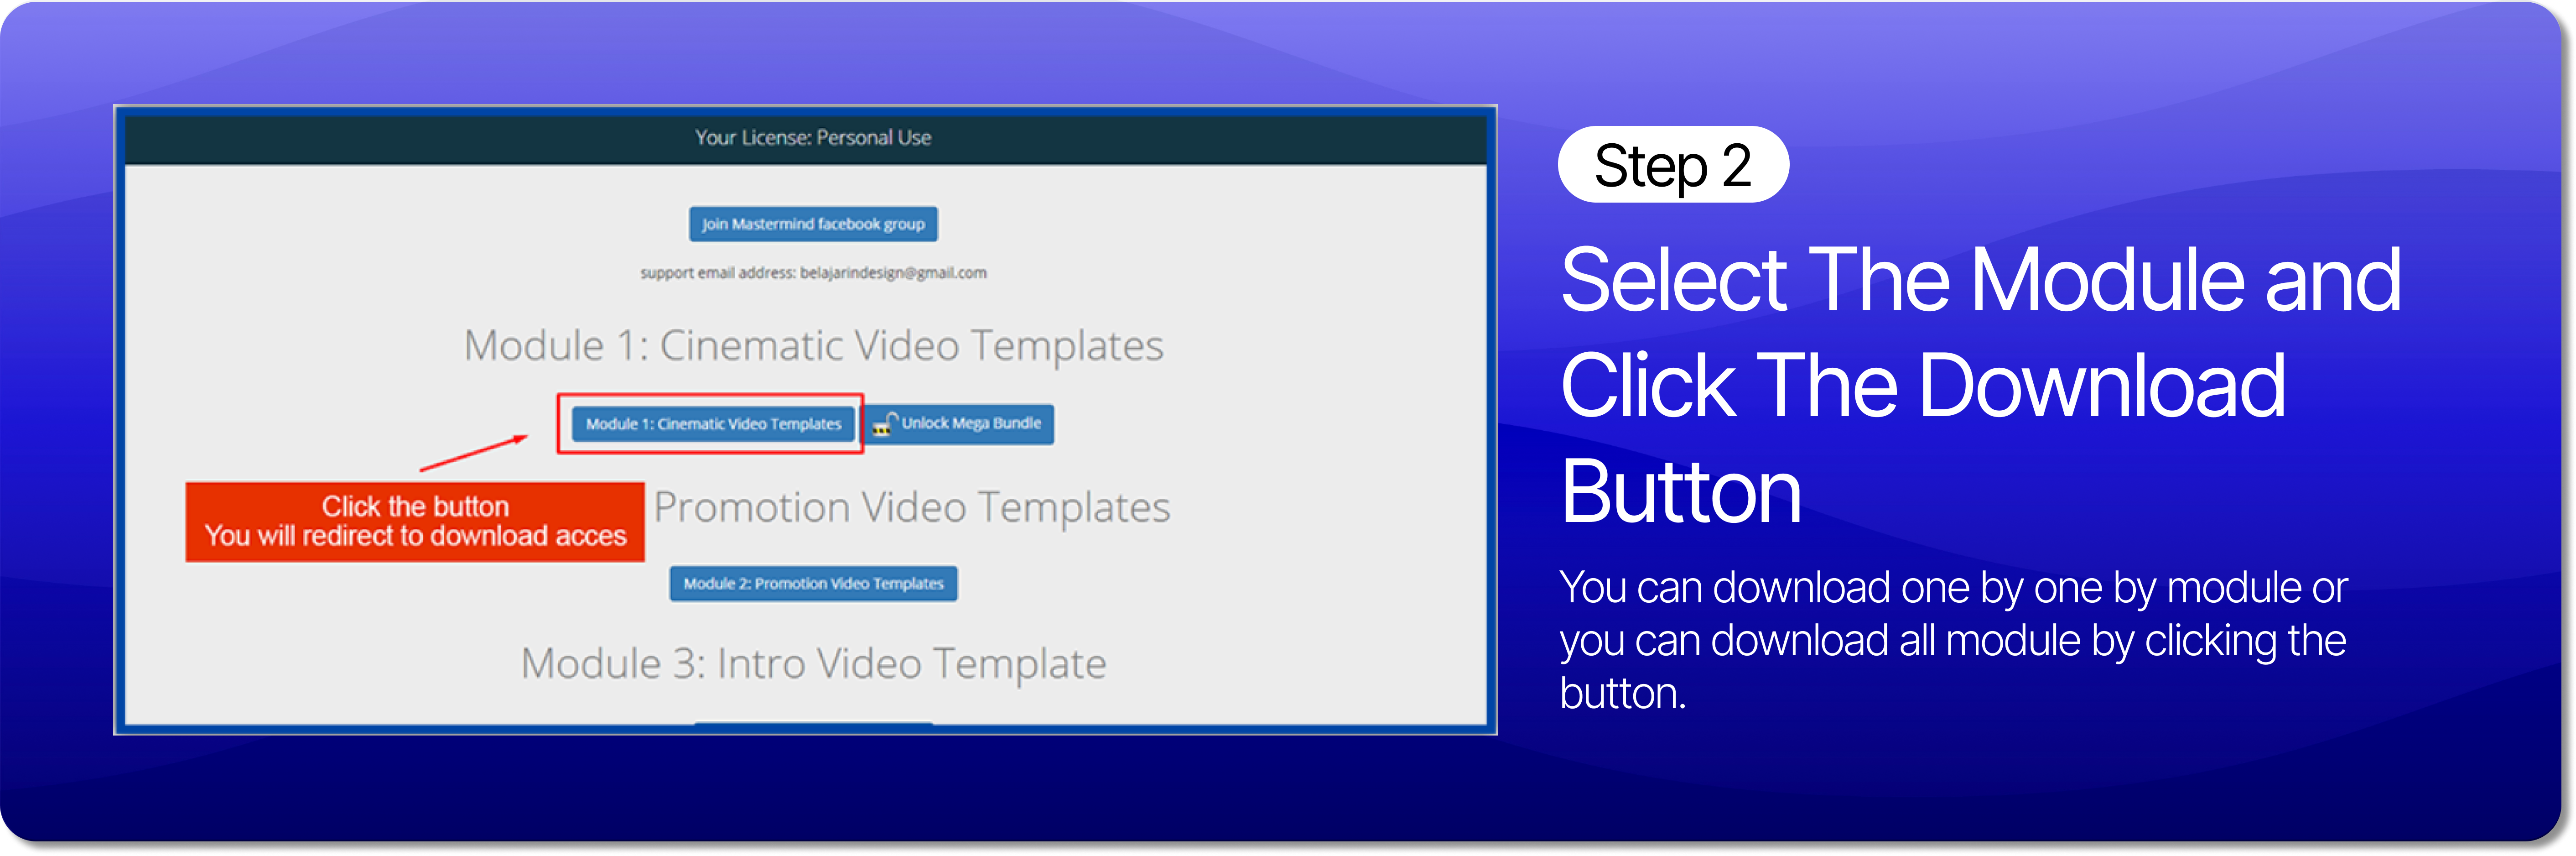 Your License: Personal Use
Join Mastermind facebook group
support email address: belajarindesign@gmail.com
Module 1: Cinematic Video Templates
Module 1: Cinematic Video Templates
Unlock Mega Bundle
Click the button
You will redirect to download acces
Promotion Video Templates
Module 2: Promotion Video Templates
Module 3: Intro Video Template
Step 2
Select The Module and
Click The Download
Button
You can download one by one by module or
you can download all module by clicking the
button.